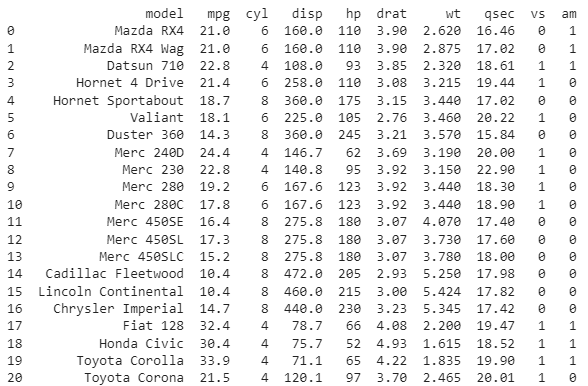 model mpg cyl disp hp drat wt qsec vs am
0 Mazda RX4 21.0 6 160.0 110 3.90 2.620 16.46 0 1
1 Mazda RX4 Wag 21.0 6 160.0 110 3.90 2.875 17.02 0 1
2 Datsun 710 22.8 4 108.0 93 3.85 2.320 18.61 1 1
3 Hornet 4 Drive 21.4 6 258.0 110 3.08 3.215 19.44 1 0
4 Hornet Sportabout 18.7 8 360.0 175 3.15 3.440 17.02 0 0
5 Valiant 18.1 6 225.0 105 2.76 3.460 20.22 1 0
6 Duster 360 14.3 8 360.0 245 3.21 3.570 15.84 0 0
7 Merc 240D 24.4 4 146.7 62 3.69 3.190 20.00 1 0
8 Merc 230 22.8 4 140.8 95 3.92 3.150 22.90 1 0
9 Merc 280 19.2 6 167.6 123 3.92 3.440 18.30 1 0
10 Merc 280C 17.8 6 167.6 123 3.92 3.440 18.90 1 0
11 Merc 450SE 16.4 8 275.8 180 3.07 4.070 17.40 0 0
12 Merc 450SL 17.3 8 275.8 180 3.07 3.730 17.60 0 0
13 Merc 450SLC 15.2 8 275.8 180 3.07 3.780 18.00 0 0
14 Cadillac Fleetwood 10.4 8 472.0 205 2.93 5.250 17.98 0 0
15 Lincoln Continental 10.4 8 460.0 215 3.00 5.424 17.82 0 0
16 Chrysler Imperial 14.7 8 440.0 230 3.23 5.345 17.42 0 0
17 Fiat 128 32.4 4 78.7 66 4.08 2.200 19.47 1 1
18 Honda Civic 30.4 4 75.7 52 4.93 1.615 18.52 1 1
19 Toyota Corolla 33.9 4 71.1 65 4.22 1.835 19.90 1 1
20 Toyota Corona 21.5 4 120.1 97 3.70 2.465 20.01 1 0